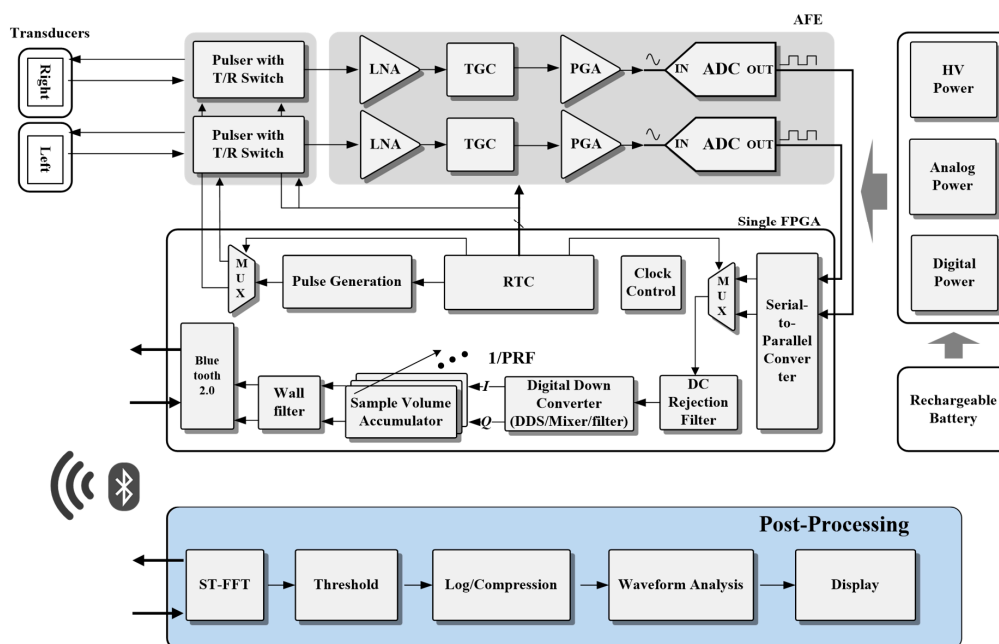 Transducers
AFE
Right
Pulser with
T/R Switch
LNA
TGC
PGA
IN
ADC
OUT
HV
Power
Left
Pulser with
T/R Switch
LNA
TGC
PGA
IN
ADC
OUT
Analog
Power
Single FPGA
Digital
Power
M
U
X
Pulse Generation
RTC
Clock
Control
M
U
X
Serial-
to-
Parallel
Conver
ter
Blue
tooth
2.0
Wall
filter
1/PRF
Sample Volume
Accumulator
I
Q
Digital Down
Converter
(DDS/Mixer/filter)
DC
Rejection
Filter
Rechargeable
Battery
Post-Processing
ST-FFT
Threshold
Log/Compression
Waveform Analysis
Display